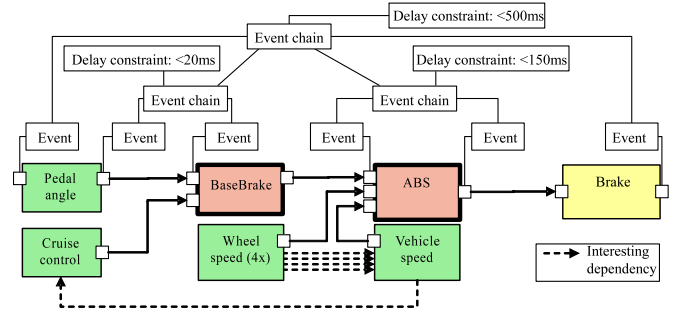 Delay constraint: <500ms
Event chain
Delay constraint: <20ms
Delay constraint: <150ms
Event chain
Event chain
Event
Event
Event
Event
Event
Event
Pedal
angle
BaseBrake
ABS
Brake
Cruise
control
Wheel
speed (4x)
Vehicle
speed
Interesting
dependency